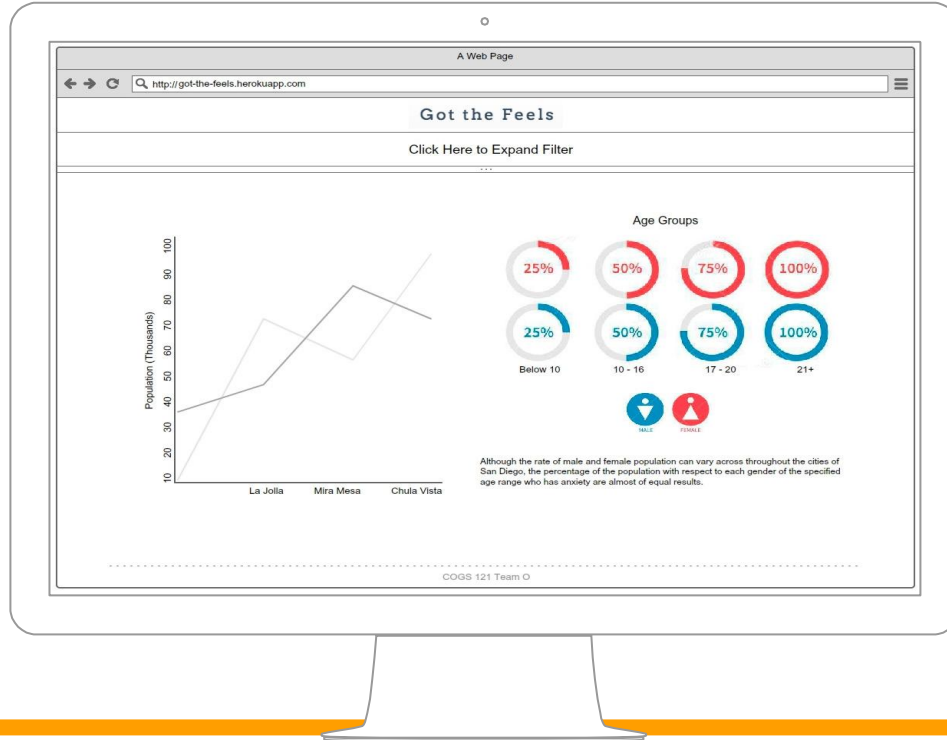 A Web Page
http://got-the-feels.herokuapp.com
Got the Feels
Click Here to Expand Filter
...
Population (Thousands)
100
90
80
70
60
50
40
30
20
10
La Jolla Mira Mesa Chula Vista
Age Groups
25% 50% 75% 100%
25% 50% 75% 100%
Below 10 10 - 16 17 - 20 21+
MALE FEMALE
Although the rate of male and female population can vary across throughout the cities of
San Diego, the percentage of the population with respect to each gender of the specified
age range who has anxiety are almost of equal results.
COGS 121 Team O